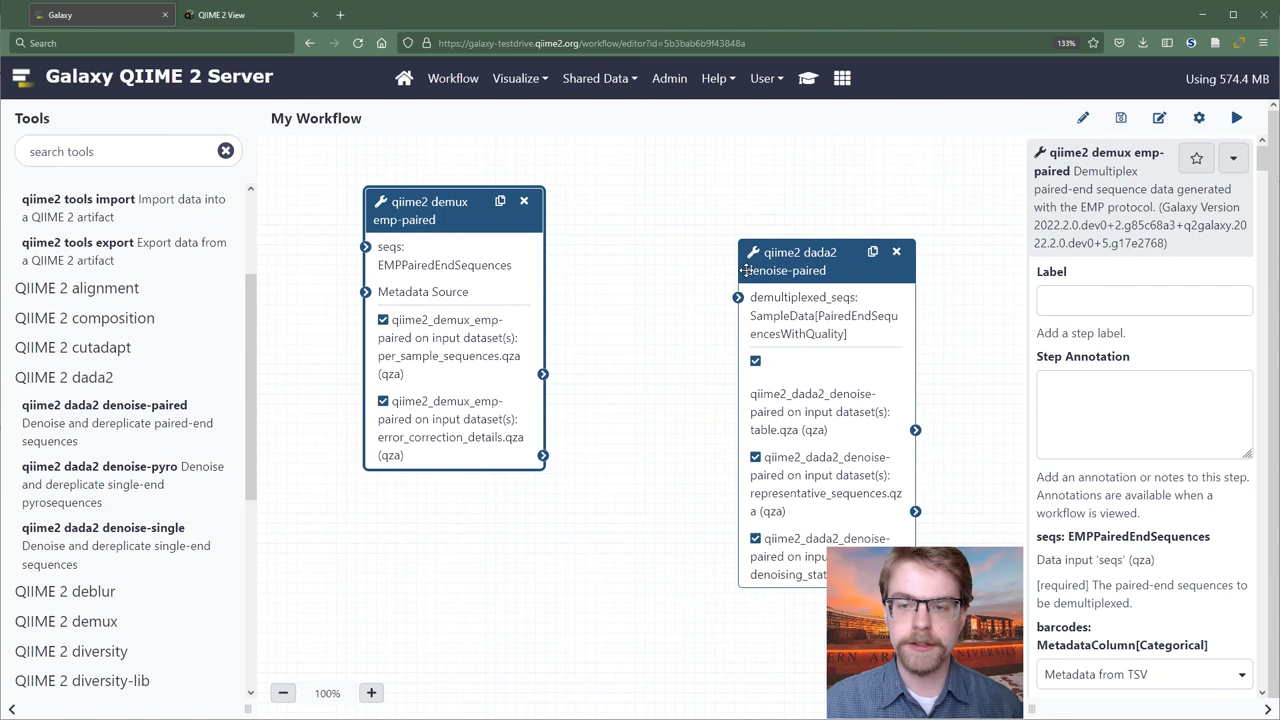 Galaxy
QIIME 2 View
Search
https://galaxy-testdrive.qiime2.org/workflow/editor?id=5b3bab6b9f43848a
133%
Galaxy QIIME 2 Server
Workflow
Visualize
Shared Data
Admin
Help
User
Using 574.4 MB
Tools
search tools
qiime2 tools import Import data into
a QIIME 2 artifact
qiime2 tools export Export data from
a QIIME 2 artifact
QIIME 2 alignment
QIIME 2 composition
QIIME 2 cutadapt
QIIME 2 dada2
qiime2 dada2 denoise-paired
Denoise and dereplicate paired-end
sequences
qiime2 dada2 denoise-pyro Denoise
and dereplicate single-end
pyrosequences
qiime2 dada2 denoise-single
Denoise and dereplicate single-end
sequences
QIIME 2 deblur
QIIME 2 demux
QIIME 2 diversity
QIIME 2 diversity-lib
My Workflow
qiime2 demux
emp-paired
seqs:
EMPPairedEndSequences
Metadata Source
qiime2_demux_emp-
paired on input dataset(s):
per_sample_sequences.qza
(qza)
qiime2_demux_emp-
paired on input dataset(s):
error_correction_details.qza
(qza)
qiime2 dada2
denoise-paired
demultiplexed_seqs:
SampleData[PairedEndSequ
encesWithQuality]
qiime2_dada2_denoise-
paired on input dataset(s):
table.qza (qza)
qiime2_dada2_denoise-
paired on input dataset(s):
representative_sequences.qz
a (qza)
qiime2_dada2_denoise-
paired on inpu
denoising_stat
100%
qiime2 demux emp-
paired Demultiplex
paired-end sequence data generated
with the EMP protocol. (Galaxy Version
2022.2.0.dev0+2.g85c68a3+q2galaxy.20
22.2.0.dev0+5.g17e2768)
Label
Add a step label.
Step Annotation
Add an annotation or notes to this step.
Annotations are available when a
workflow is viewed.
seqs: EMPPairedEndSequences
Data input 'seqs' (qza)
[required] The paired-end sequences to
be demultiplexed.
barcodes:
MetadataColumn[Categorical]
Metadata from TSV